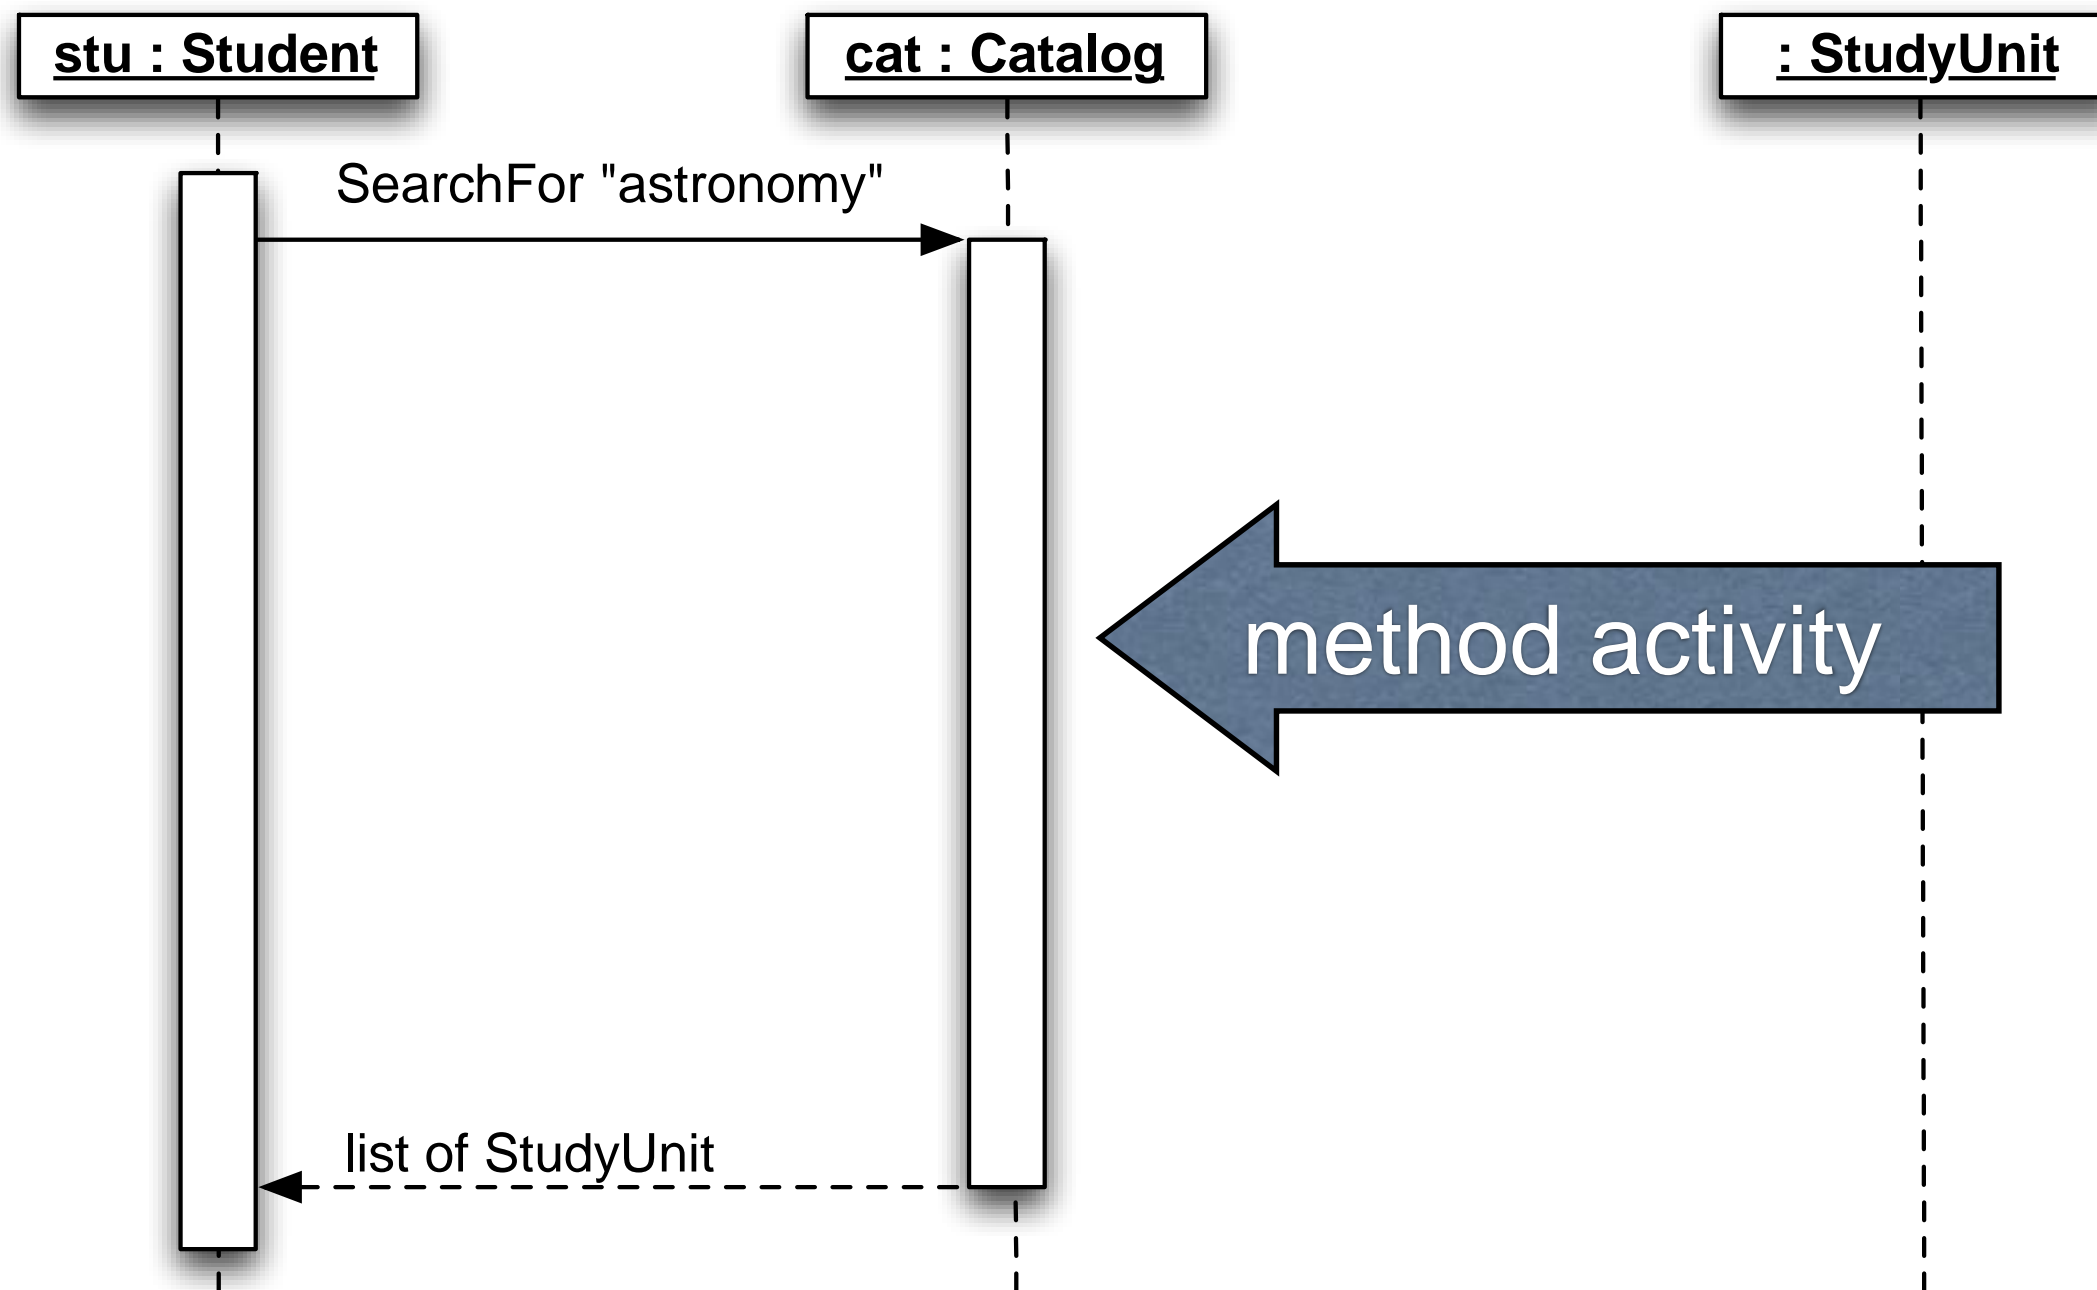 stu : Student
cat : Catalog
: StudyUnit
SearchFor "astronomy"
method activity
list of StudyUnit